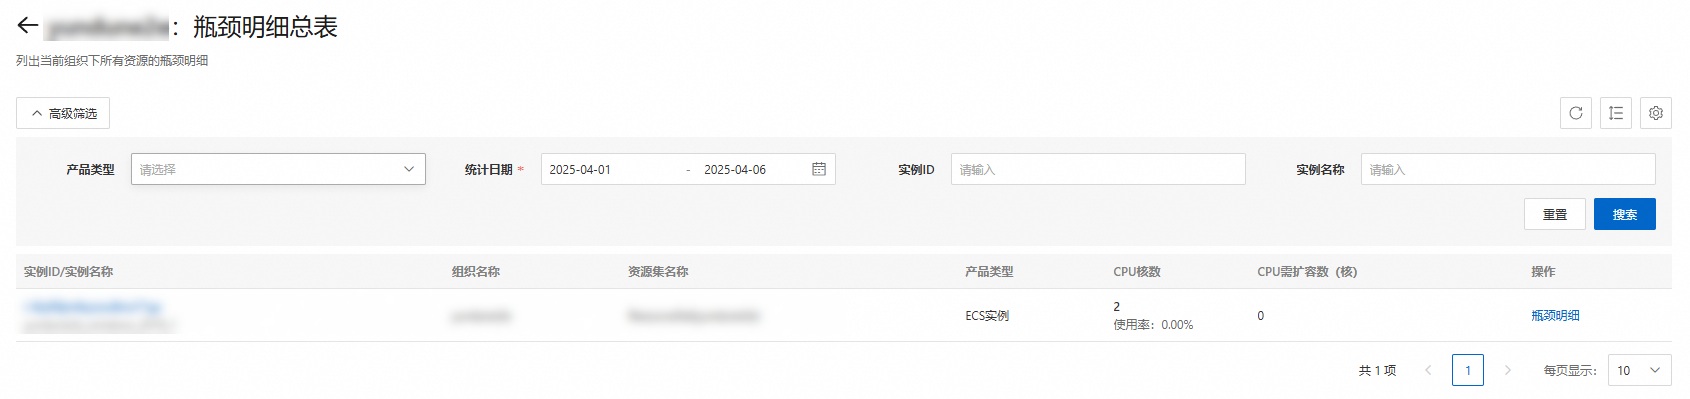 ：瓶颈明细总表
列出当前组织下所有资源的瓶颈明细
高级筛选
产品类型 请选择 统计日期 * 2025-04-01 - 2025-04-06 实例ID 请输入 实例名称 请输入
重置 搜索
实例ID/实例名称 组织名称 资源集名称 产品类型 CPU核数 CPU需扩容数（核） 操作
ECS实例 2 0 瓶颈明细
使用率：0.00%
共 1 项 1 每页显示： 10